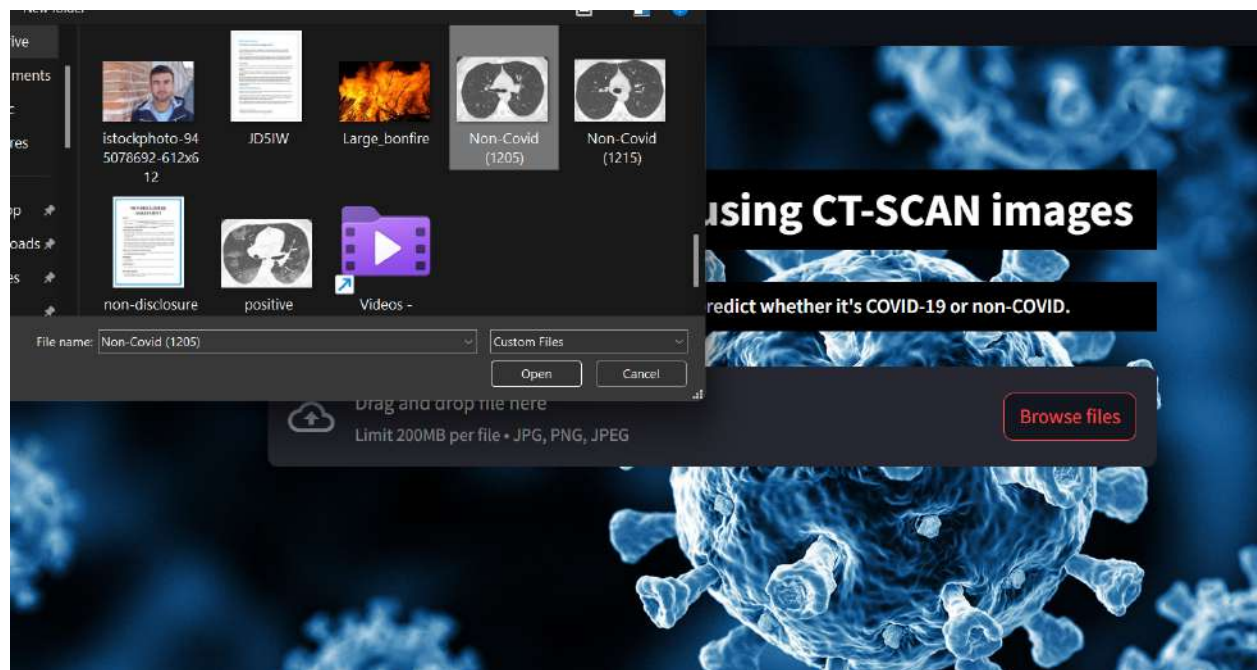 New folder
ive
ments
res
istockphoto-94
5078692-612x6
12
JD5IW
Large_bonfire
Non-Covid
(1205)
Non-Covid
(1215)
op
oads
es
non-disclosure
positive
Videos -
File name:
Non-Covid (1205)
Custom Files
Open
Cancel
using CT-SCAN images
redict whether it's COVID-19 or non-COVID.
Drag and drop file here
Limit 200MB per file • JPG, PNG, JPEG
Browse files